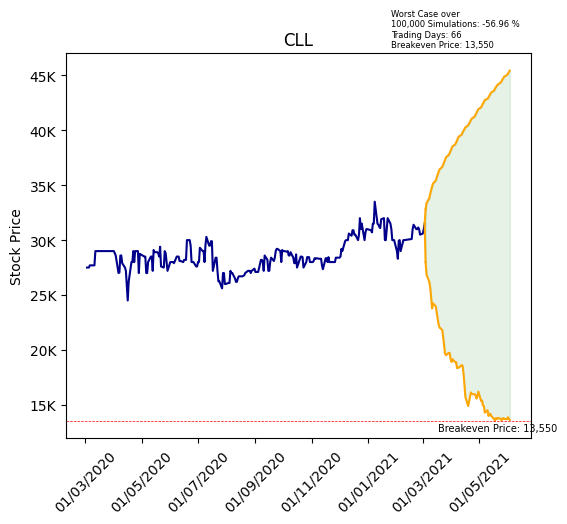 Worst Case over
100,000 Simulations: -56.96 %
Trading Days: 66
Breakeven Price: 13,550
CLL
Stock Price
45K
40K
35K
30K
25K
20K
15K
Breakeven Price: 13,550
01/03/2020
01/05/2020
01/07/2020
01/09/2020
01/11/2020
01/01/2021
01/03/2021
01/05/2021